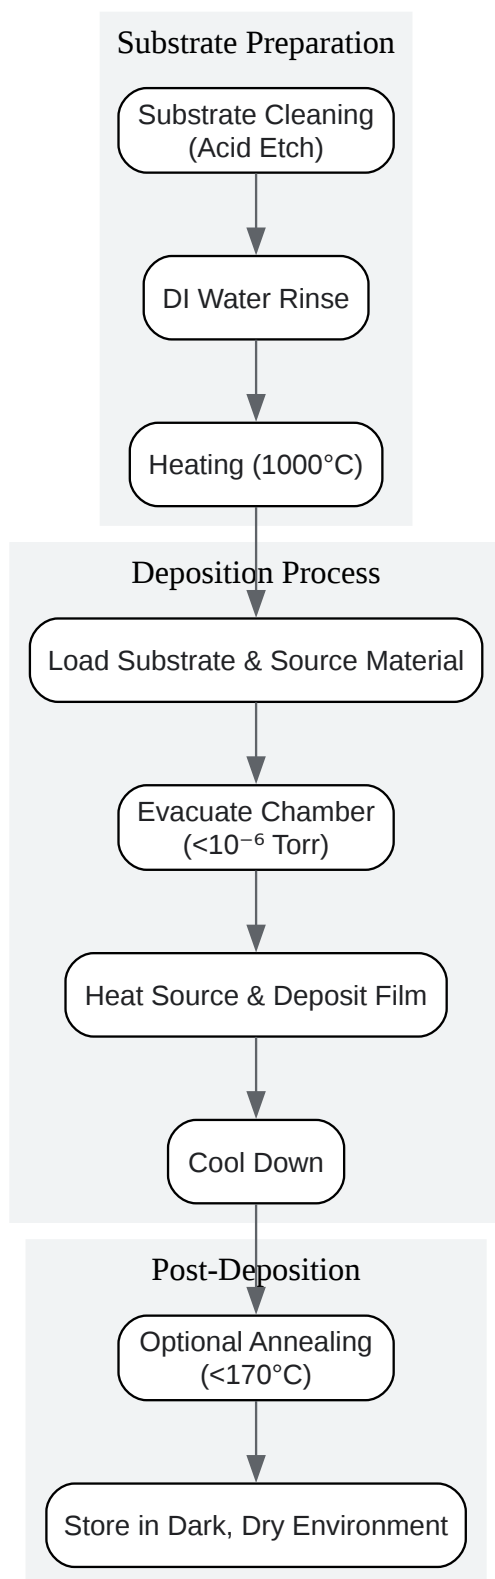 Substrate Preparation
Substrate Cleaning
(Acid Etch)
DI Water Rinse
Heating (1000°C)
Deposition Process
Load Substrate & Source Material
Evacuate Chamber
(<10⁻⁶ Torr)
Heat Source & Deposit Film
Cool Down
Post-Deposition
Optional Annealing
(<170°C)
Store in Dark, Dry Environment